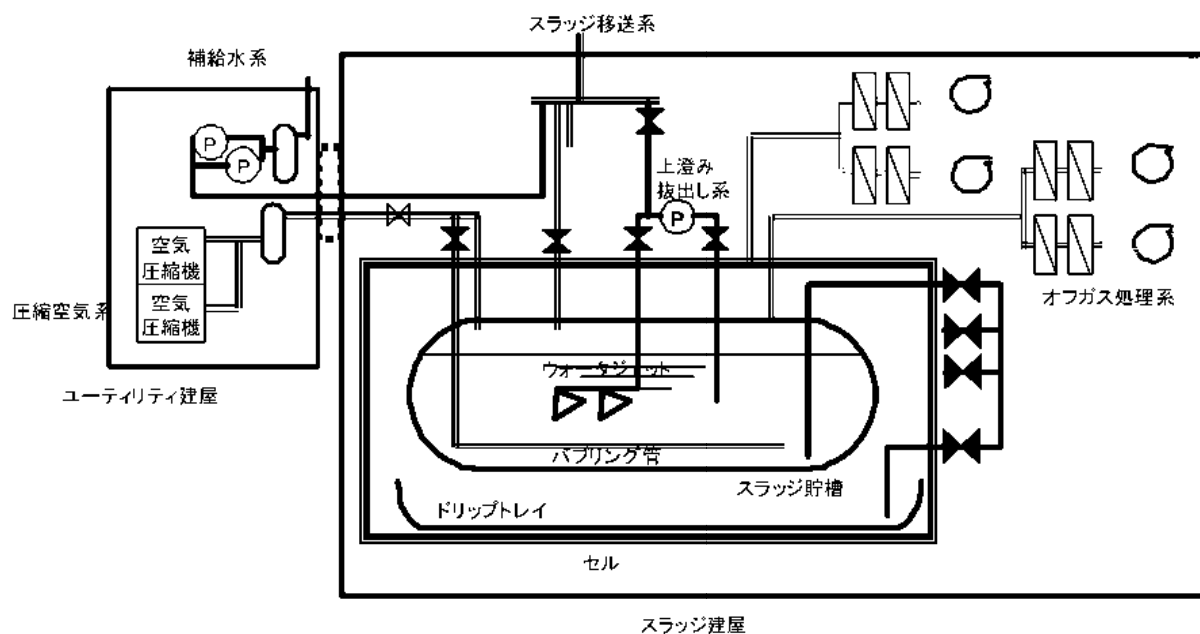 スラッジ移送系
補給水系
P
P
上澄み
抜出し系
P
空気
圧縮機
空気
圧縮機
圧縮空気系
オフガス処理系
ユーティリティ建屋
ウォータジェット
バブリング管
スラッジ貯槽
ドリップトレイ
セル
スラッジ建屋